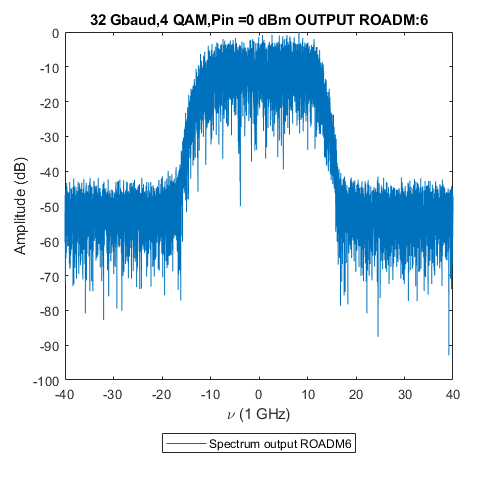 32 Gbaud,4 QAM,Pin =0 dBm OUTPUT ROADM:6
0
-10
-20
-30
-40
-50
-60
-70
-80
-90
-100
Amplitude (dB)
-40 -30 -20 -10 0 10 20 30 40
ν (1 GHz)
Spectrum output ROADM6